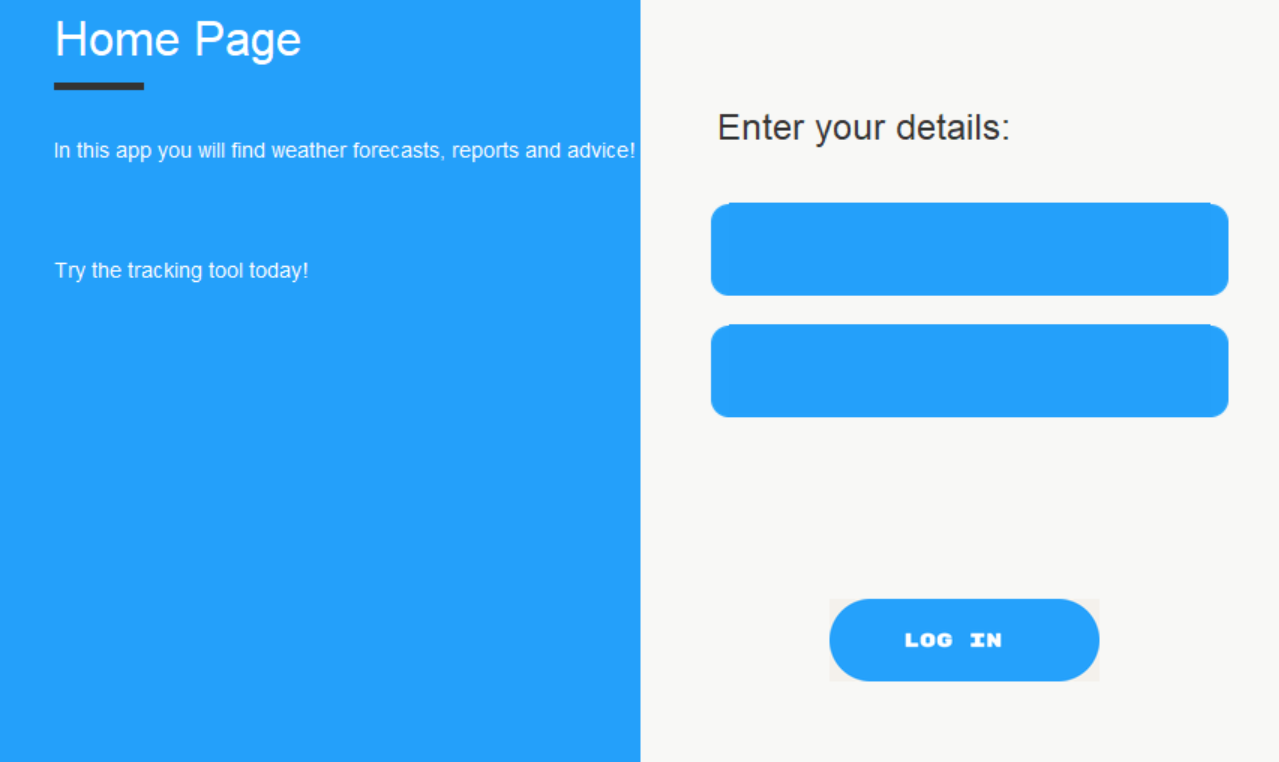 Home Page
In this app you will find weather forecasts, reports and advice!
Try the tracking tool today!
Enter your details:
LOG IN